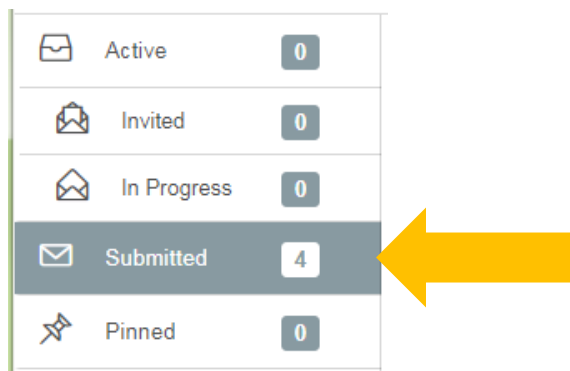 Active 0
Invited 0
In Progress 0
Submitted 4
Pinned 0